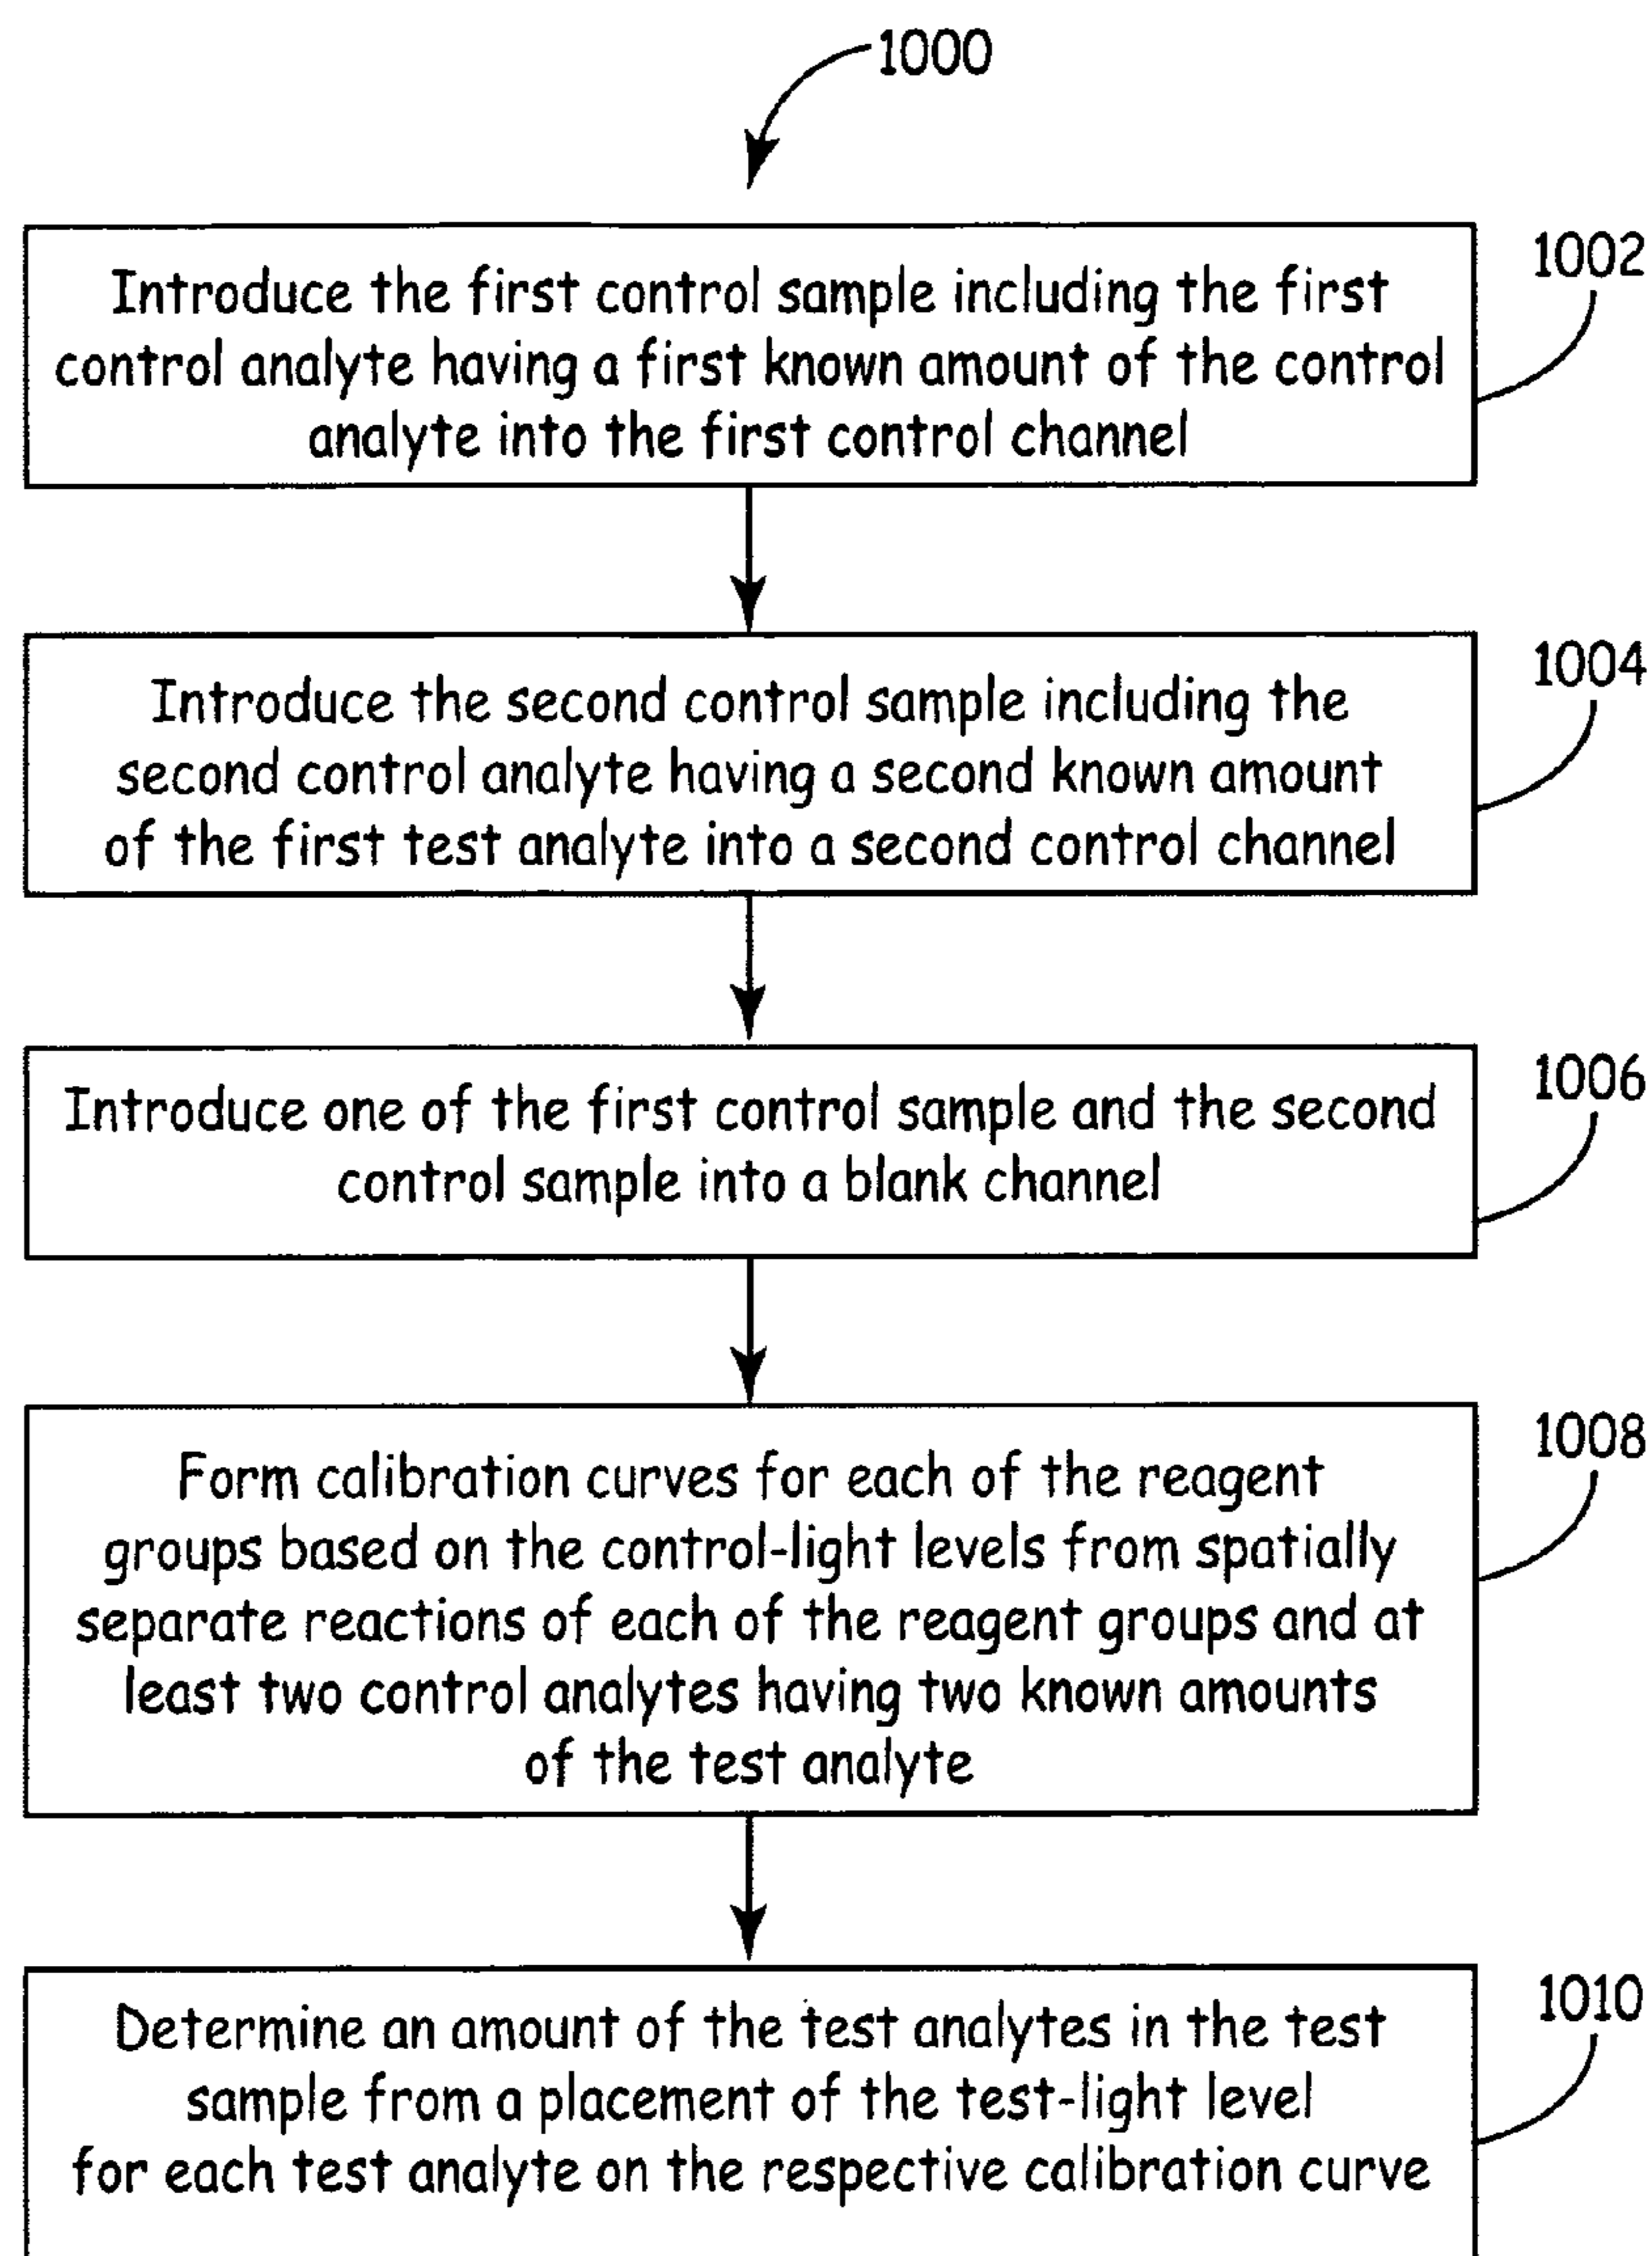 1000
1002
Introduce the first control sample including the first
control analyte having a first known amount of the control
analyte into the first control channel
1004
Introduce the second control sample including the
second control analyte having a second known amount
of the first test analyte into a second control channel
1006
Introduce one of the first control sample and the second
control sample into a blank channel
1008
Form calibration curves for each of the reagent
groups based on the control-light levels from spatially
separate reactions of each of the reagent groups and at
least two control analytes having two known amounts
of the test analyte
1010
Determine an amount of the test analytes in the test
sample from a placement of the test-light level
for each test analyte on the respective calibration curve